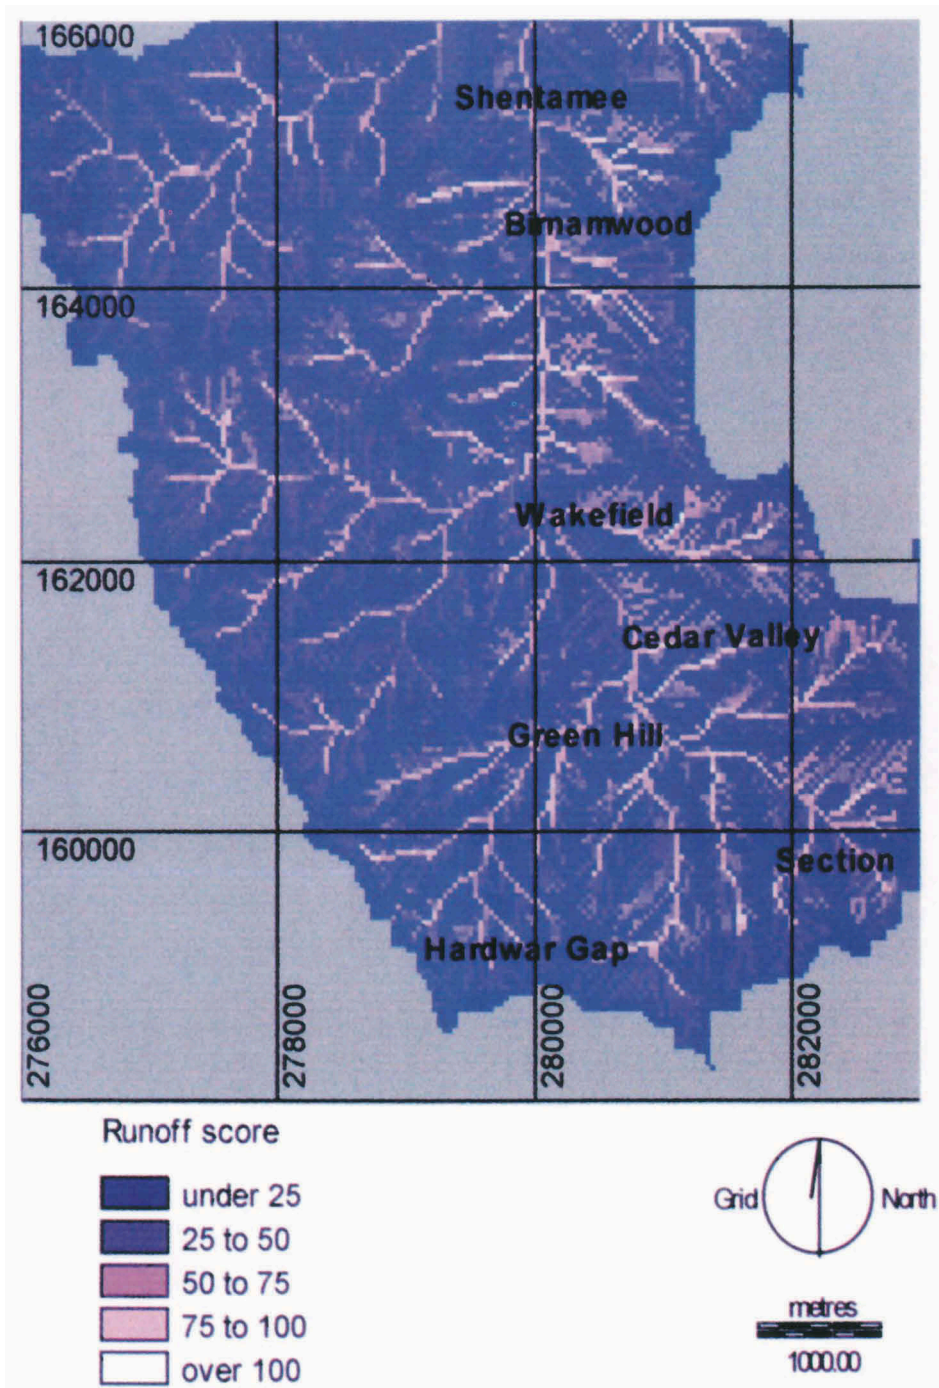 166000
Shentamee
Birnamwood
164000
Wakefield
162000
Cedar Valley
Green Hill
160000
Section
Hardwar Gap
276000
278000
280000
282000
Runoff score
under 25
25 to 50
50 to 75
75 to 100
over 100
Grid North
metres
1000.00